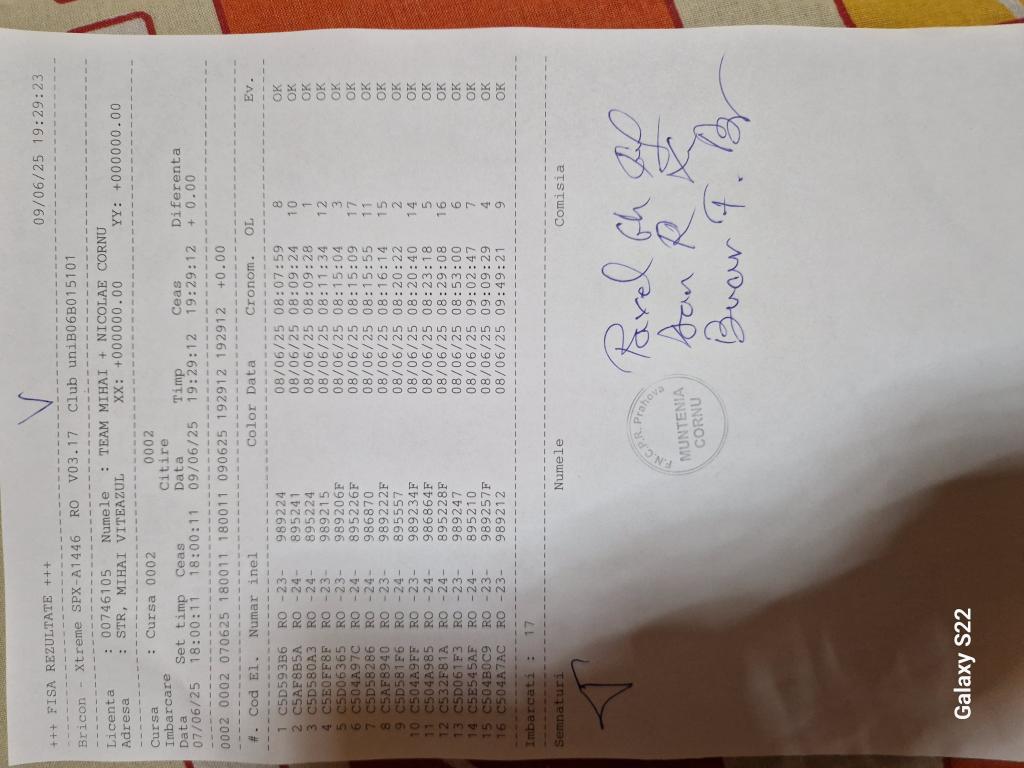 +++ FISA REZULTATE +++ 09/06/25 19:29:23
Bricon Xtreme SPX-A1446 RO V03.17 Club uniB06B015101
Licenta : 00746105 Numele : TEAM MIHAI + NICOLAE CORNU
Adresa : STR, MIHAI VITEAZUL XX: +000000.00 YY: +000000.00
Cursa : Cursa 0002 0002
Imbarcare Citire
Data Set timp Ceas Data Timp Ceas Diferenta
07/06/25 18:00:11 18:00:11 09/06/25 19:29:12 19:29:12 + 0.00
0002 0002 070625 180011 180011 090625 192912 192912 +0.00
#. Cod El. Numar inel Color Data Cronom. OL Ev.
1 C5D593B6 RO -23- 989224 08/06/25 08:07:59 8 OK
2 C5AF8B5A RO -24- 895241 08/06/25 08:09:24 10 OK
3 C5D580A3 RO -24- 895224 08/06/25 08:09:28 1 OK
4 C5E0FF8F RO -23- 989215 08/06/25 08:11:34 12 OK
5 C5D06365 RO -23- 989206F 08/06/25 08:15:04 3 OK
6 C504A97C RO -24- 895226F 08/06/25 08:15:09 17 OK
7 C5D58286 RO -24- 986870 08/06/25 08:15:55 11 OK
8 C5AF8940 RO -23- 989222F 08/06/25 08:16:14 15 OK
9 C5D581F6 RO -24- 895557 08/06/25 08:20:22 2 OK
10 C504A9FF RO -23- 989234F 08/06/25 08:20:40 14 OK
11 C504A985 RO -24- 986864F 08/06/25 08:23:18 5 OK
12 C532F81A RO -24- 895228F 08/06/25 08:29:08 16 OK
13 C5D061F3 RO -23- 989247 08/06/25 08:53:00 6 OK
14 C5E545AF RO -24- 895210 08/06/25 09:02:47 7 OK
15 C504B0C9 RO -23- 989257F 08/06/25 09:09:29 4 OK
16 C504A7AC RO -23- 989212 08/06/25 09:49:21 9 OK
Imbarcati : 17
Semnaturi Numele Comisia
F.N.C.P.R. Prahova
MUNTENIA
CORNU
Galaxy S22